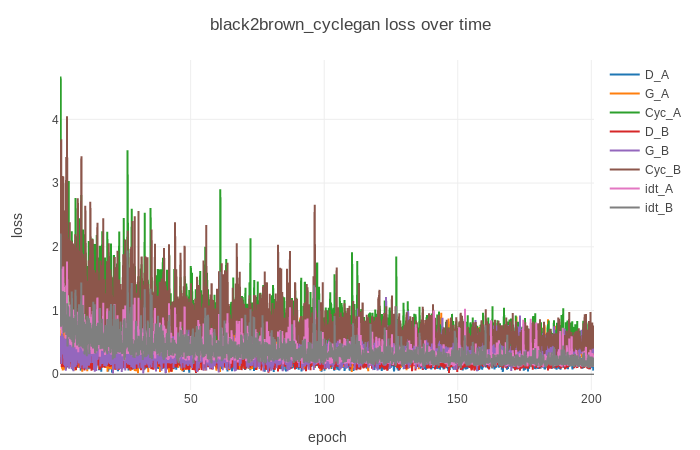 black2brown_cyclegan loss over time
loss
4
3
2
1
0
50
100
150
200
epoch
D_A
G_A
Cyc_A
D_B
G_B
Cyc_B
idt_A
idt_B